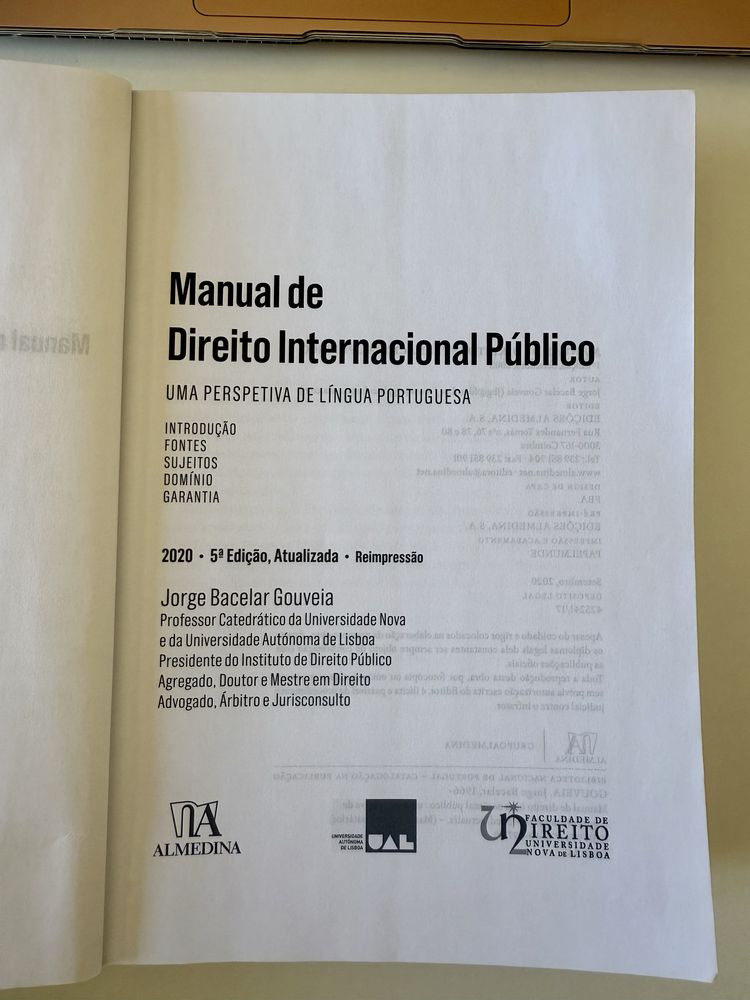 Manual de
Direito Internacional Público
UMA PERSPETIVA DE LÍNGUA PORTUGUESA
INTRODUÇÃO
FONTES
SUJEITOS
DOMÍNIO
GARANTIA
2020 • 5ª Edição, Atualizada • Reimpressão
Jorge Bacelar Gouveia
Professor Catedrático da Universidade Nova
e da Universidade Autónoma de Lisboa
Presidente do Instituto de Direito Público
Agregado, Doutor e Mestre em Direito
Advogado, Árbitro e Jurisconsulto
ALMEDINA
UNIVERSIDADE
AUTÓNOMA
DE LISBOA
UAL
FACULDADE DE
DIREITO
UNIVERSIDADE
NOVA DE LISBOA